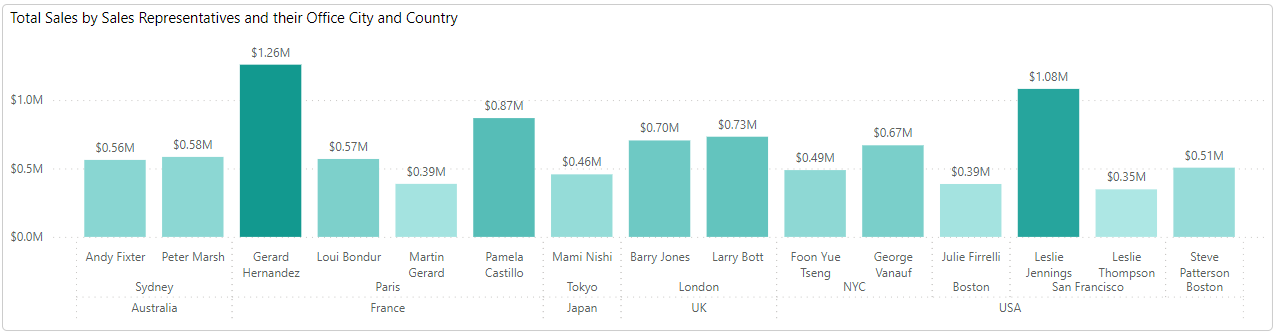 Total Sales by Sales Representatives and their Office City and Country
$1.26M
$1.08M
$1.0M
$0.87M
$0.73M
$0.70M
$0.67M
$0.56M
$0.58M
$0.57M
$0.51M
$0.49M
$0.46M
$0.5M
$0.39M
$0.39M
$0.35M
$0.0M
Andy Fixter
Peter Marsh
Gerard
Hernandez
Loui Bondur
Martin
Gerard
Pamela
Castillo
Mami Nishi
Barry Jones
Larry Bott
Foon Yue
Tseng
George
Vanauf
Julie Firrelli
Leslie
Jennings
Leslie
Thompson
Steve
Patterson
Sydney
Paris
Tokyo
London
NYC
Boston
San Francisco
Boston
Australia
France
Japan
UK
USA